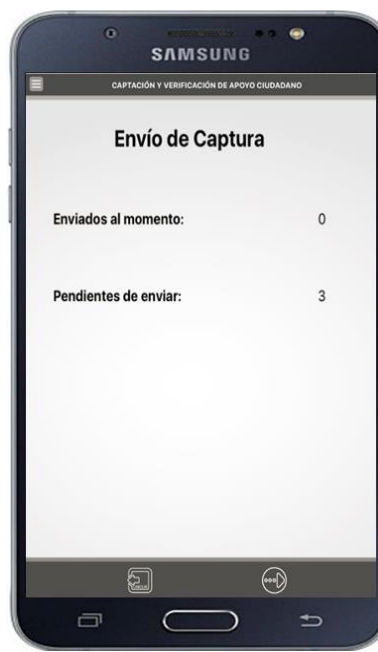 SAMSUNG
CAPTACIÓN Y VERIFICACIÓN DE APOYO CIUDADANO
Envío de Captura
Enviados al momento: 0
Pendientes de enviar: 3